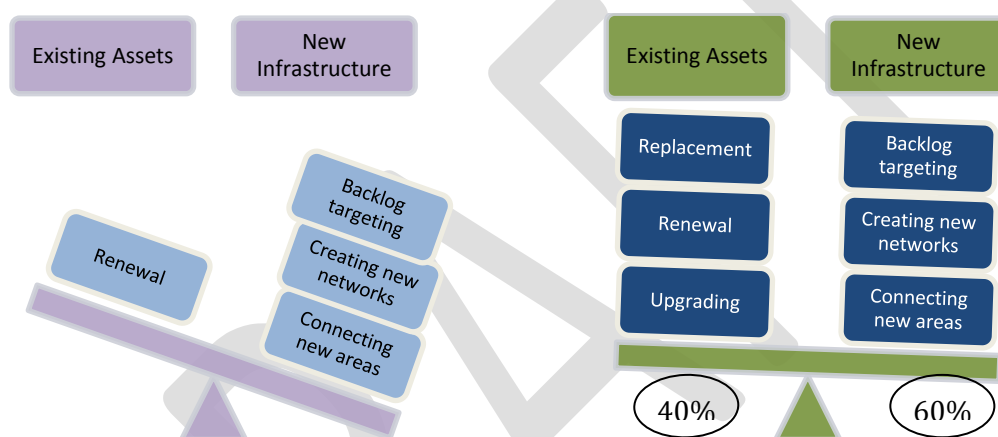 Existing Assets
New
Infrastructure
Renewal
Backlog
targeting
Creating new
networks
Connecting
new areas
Existing Assets
New
Infrastructure
Replacement
Renewal
Upgrading
Backlog
targeting
Creating new
networks
Connecting
new areas
40%
60%